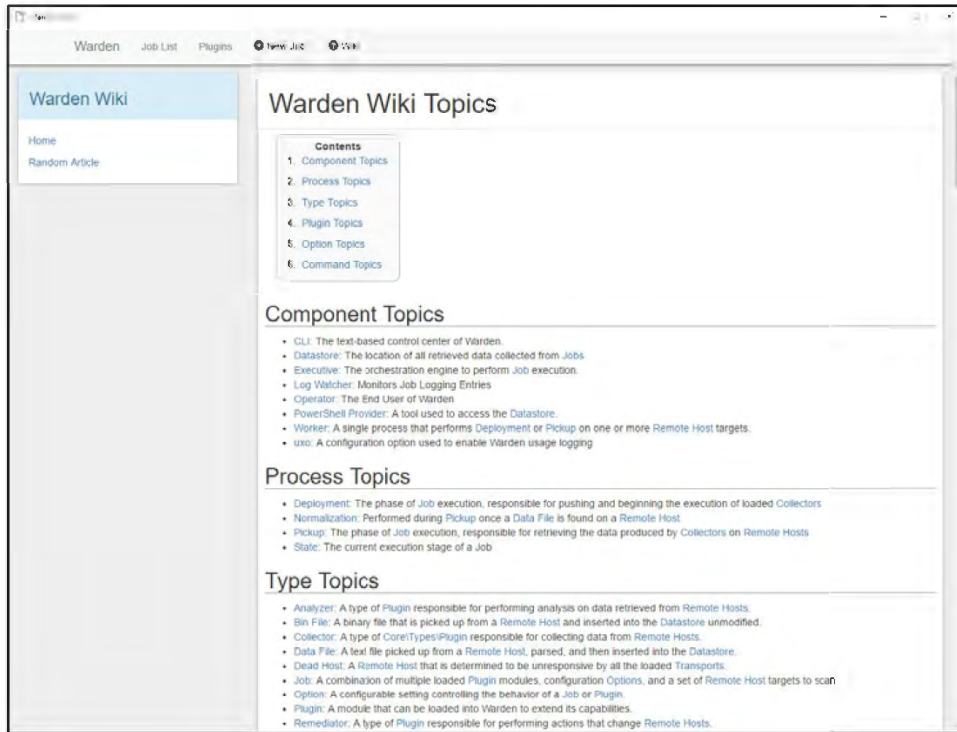 Warden Job List Plugins New Job Wiki
Warden Wiki
Home
Random Article
Warden Wiki Topics
Contents
1. Component Topics
2. Process Topics
3. Type Topics
4. Plugin Topics
5. Option Topics
6. Command Topics
Component Topics
• CLI: The text-based control center of Warden.
• Datastore: The location of all retrieved data collected from Jobs
• Executive: The orchestration engine to perform Job execution.
• Log Watcher: Monitors Job Logging Entries
• Operator: The End User of Warden
• PowerShell Provider: A tool used to access the Datastore.
• Worker: A single process that performs Deployment or Pickup on one or more Remote Host targets.
• uxo: A configuration option used to enable Warden usage logging
Process Topics
• Deployment: The phase of Job execution, responsible for pushing and beginning the execution of loaded Collectors
• Normalization: Performed during Pickup once a Data File is found on a Remote Host
• Pickup: The phase of Job execution, responsible for retrieving the data produced by Collectors on Remote Hosts
• State: The current execution stage of a Job
Type Topics
• Analyzer: A type of Plugin responsible for performing analysis on data retrieved from Remote Hosts.
• Bin File: A binary file that is picked up from a Remote Host and inserted into the Datastore unmodified.
• Collector: A type of Core\Types\Plugin responsible for collecting data from Remote Hosts.
• Data File: A text file picked up from a Remote Host, parsed, and then inserted into the Datastore.
• Dead Host: A Remote Host that is determined to be unresponsive by all the loaded Transports.
• Job: A combination of multiple loaded Plugin modules, configuration Options, and a set of Remote Host targets to scan
• Option: A configurable setting controlling the behavior of a Job or Plugin.
• Plugin: A module that can be loaded into Warden to extend its capabilities.
• Remediator: A type of Plugin responsible for performing actions that change Remote Hosts.